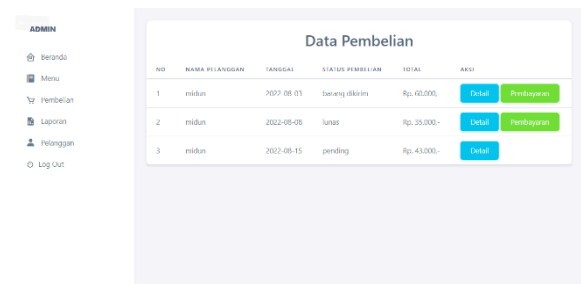 ADMIN
Beranda
Menu
Pembelian
Laporan
Pelanggan
Log Out
Data Pembelian
NO NAMA PELANGGAN TANGGAL STATUS PEMBELIAN TOTAL AKSI
1 midun 2022-08-03 barang dikirim Rp. 60.000, Detail Pembayaran
2 midun 2022-08-08 lunas Rp. 35.000,- Detail Pembayaran
3 midun 2022-08-15 pending Rp. 43.000,- Detail